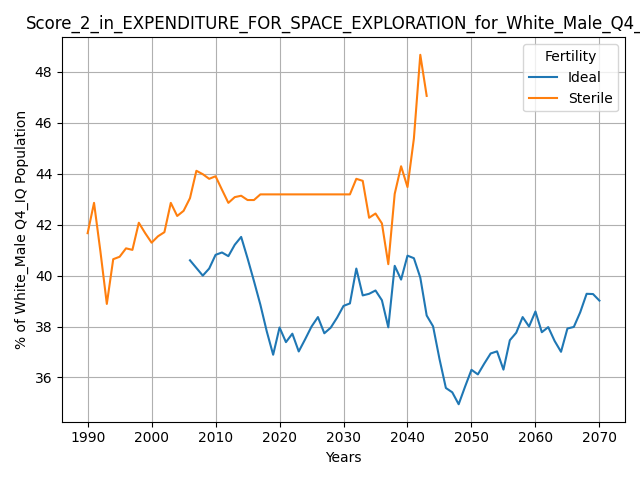 Score_2_in_EXPENDITURE_FOR_SPACE_EXPLORATION_for_White_Male_Q4_
Fertility
Ideal
Sterile
% of White_Male Q4_IQ Population
48
46
44
42
40
38
36
1990 2000 2010 2020 2030 2040 2050 2060 2070
Years